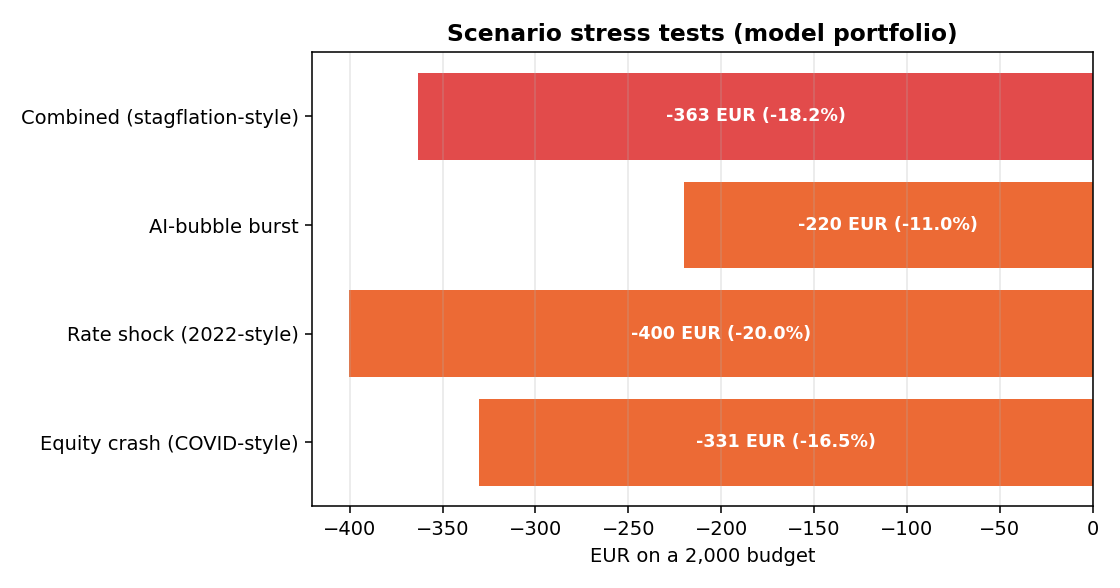 Scenario stress tests (model portfolio)
Combined (stagflation-style)
-363 EUR (-18.2%)
AI-bubble burst
-220 EUR (-11.0%)
Rate shock (2022-style)
-400 EUR (-20.0%)
Equity crash (COVID-style)
-331 EUR (-16.5%)
−400 −350 −300 −250 −200 −150 −100 −50 0
EUR on a 2,000 budget